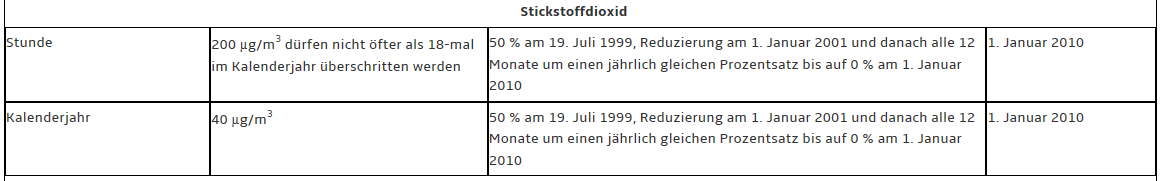 Stickstoffdioxid
Stunde
200 µg/m³ dürfen nicht öfter als 18-mal
im Kalenderjahr überschritten werden
50 % am 19. Juli 1999, Reduzierung am 1. Januar 2001 und danach alle 12
Monate um einen jährlich gleichen Prozentsatz bis auf 0 % am 1. Januar
2010
1. Januar 2010
Kalenderjahr
40 µg/m³
50 % am 19. Juli 1999, Reduzierung am 1. Januar 2001 und danach alle 12
Monate um einen jährlich gleichen Prozentsatz bis auf 0 % am 1. Januar
2010
1. Januar 2010